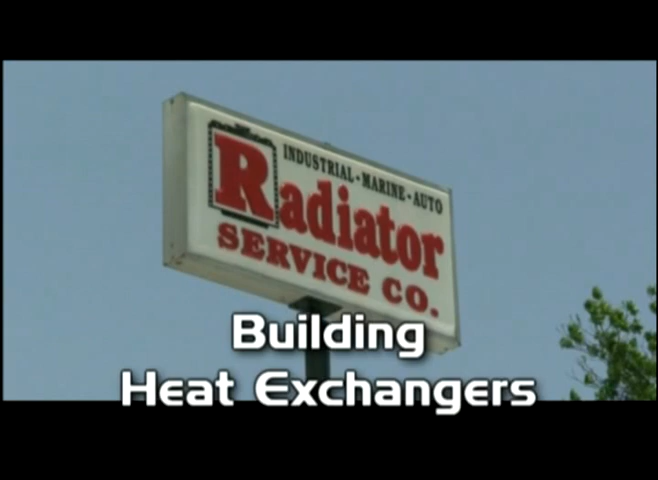 INDUSTRIAL-MARINE-AUTO
Radiator
SERVICE CO.
Building
Heat Exchangers